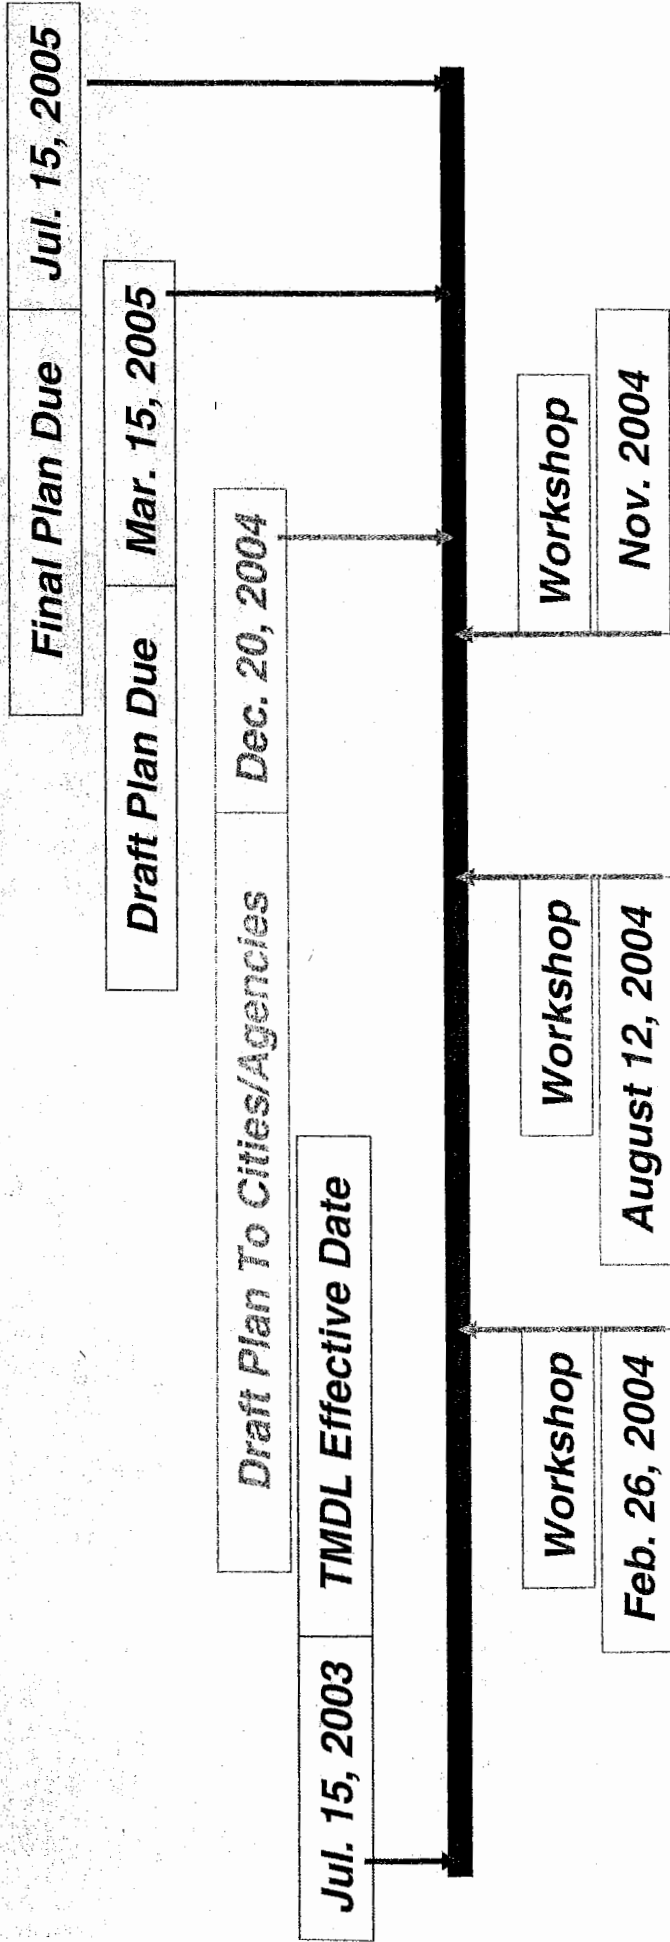 Final Plan Due Jul. 15, 2005
Draft Plan Due Mar. 15, 2005
Draft Plan To Cities/Agencies Dec. 20, 2004
Jul. 15, 2003 TMDL Effective Date
Workshop
Feb. 26, 2004
Workshop
August 12, 2004
Workshop
Nov. 2004